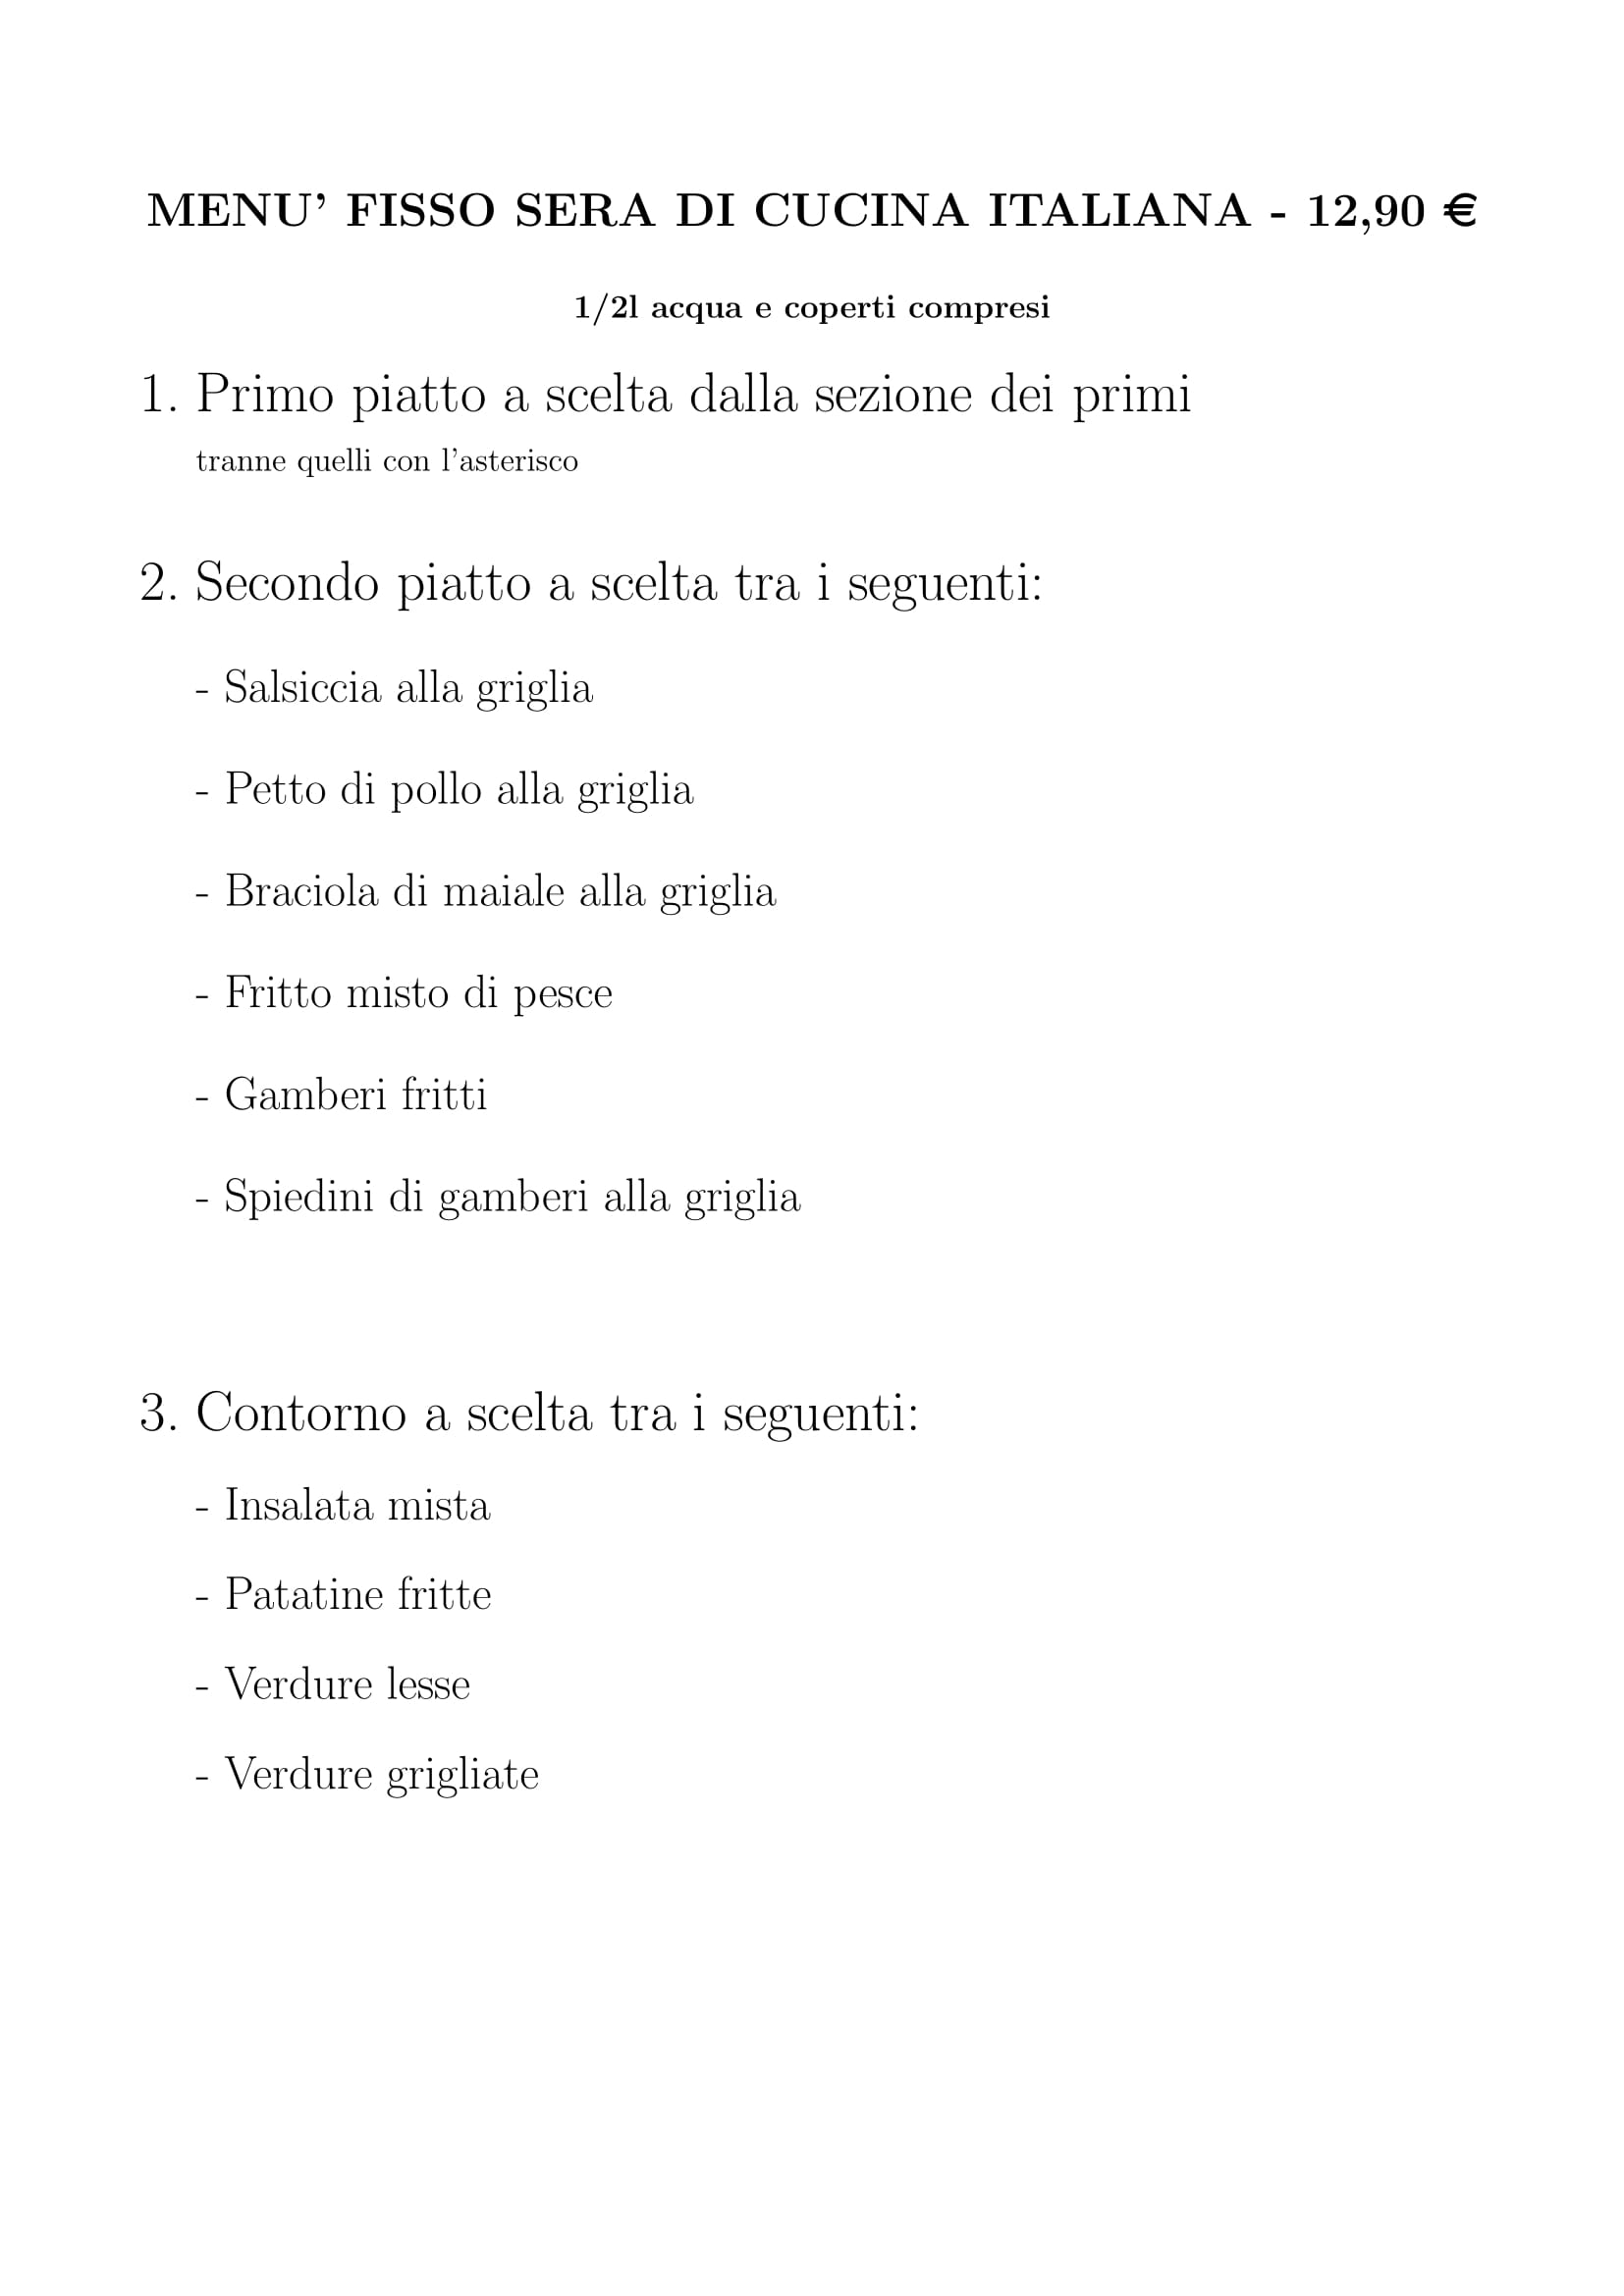 MENU' FISSO SERA DI CUCINA ITALIANA - 12,90 €
1/2l acqua e coperti compresi
1. Primo piatto a scelta dalla sezione dei primi
tranne quelli con l'asterisco
2. Secondo piatto a scelta tra i seguenti:
- Salsiccia alla griglia
- Petto di pollo alla griglia
- Braciola di maiale alla griglia
- Fritto misto di pesce
- Gamberi fritti
- Spiedini di gamberi alla griglia
3. Contorno a scelta tra i seguenti:
- Insalata mista
- Patatine fritte
- Verdure lesse
- Verdure grigliate